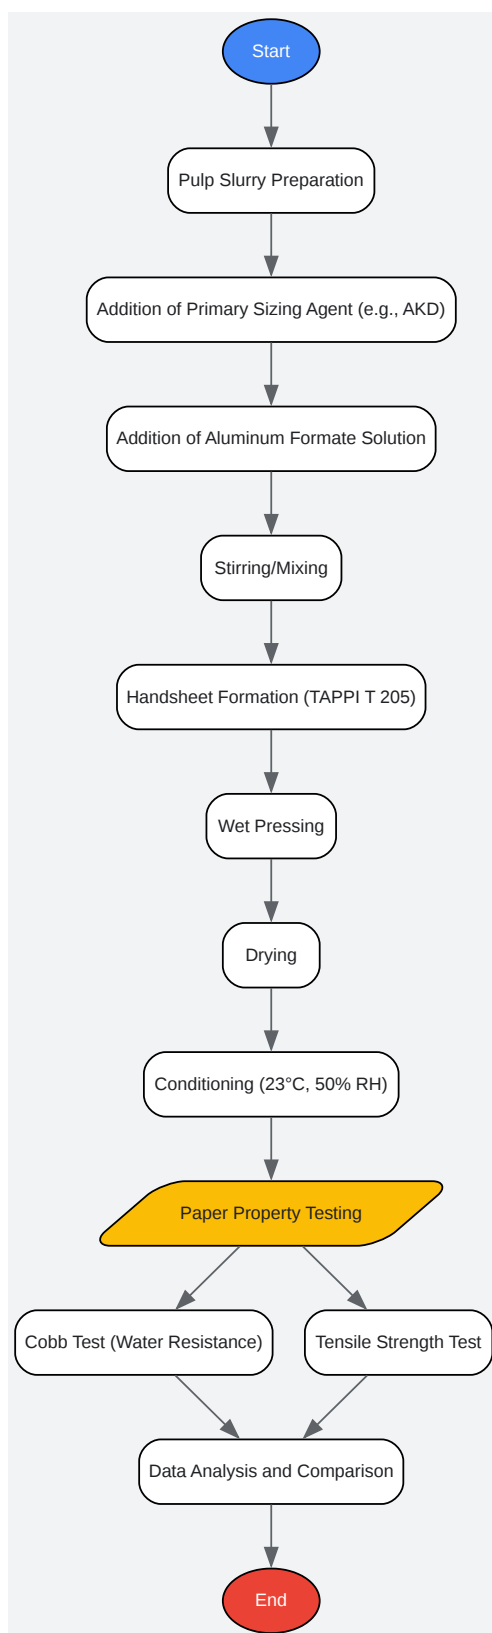 Start
Pulp Slurry Preparation
Addition of Primary Sizing Agent (e.g., AKD)
Addition of Aluminum Formate Solution
Stirring/Mixing
Handsheet Formation (TAPPI T 205)
Wet Pressing
Drying
Conditioning (23°C, 50% RH)
Paper Property Testing
Cobb Test (Water Resistance)
Tensile Strength Test
Data Analysis and Comparison
End